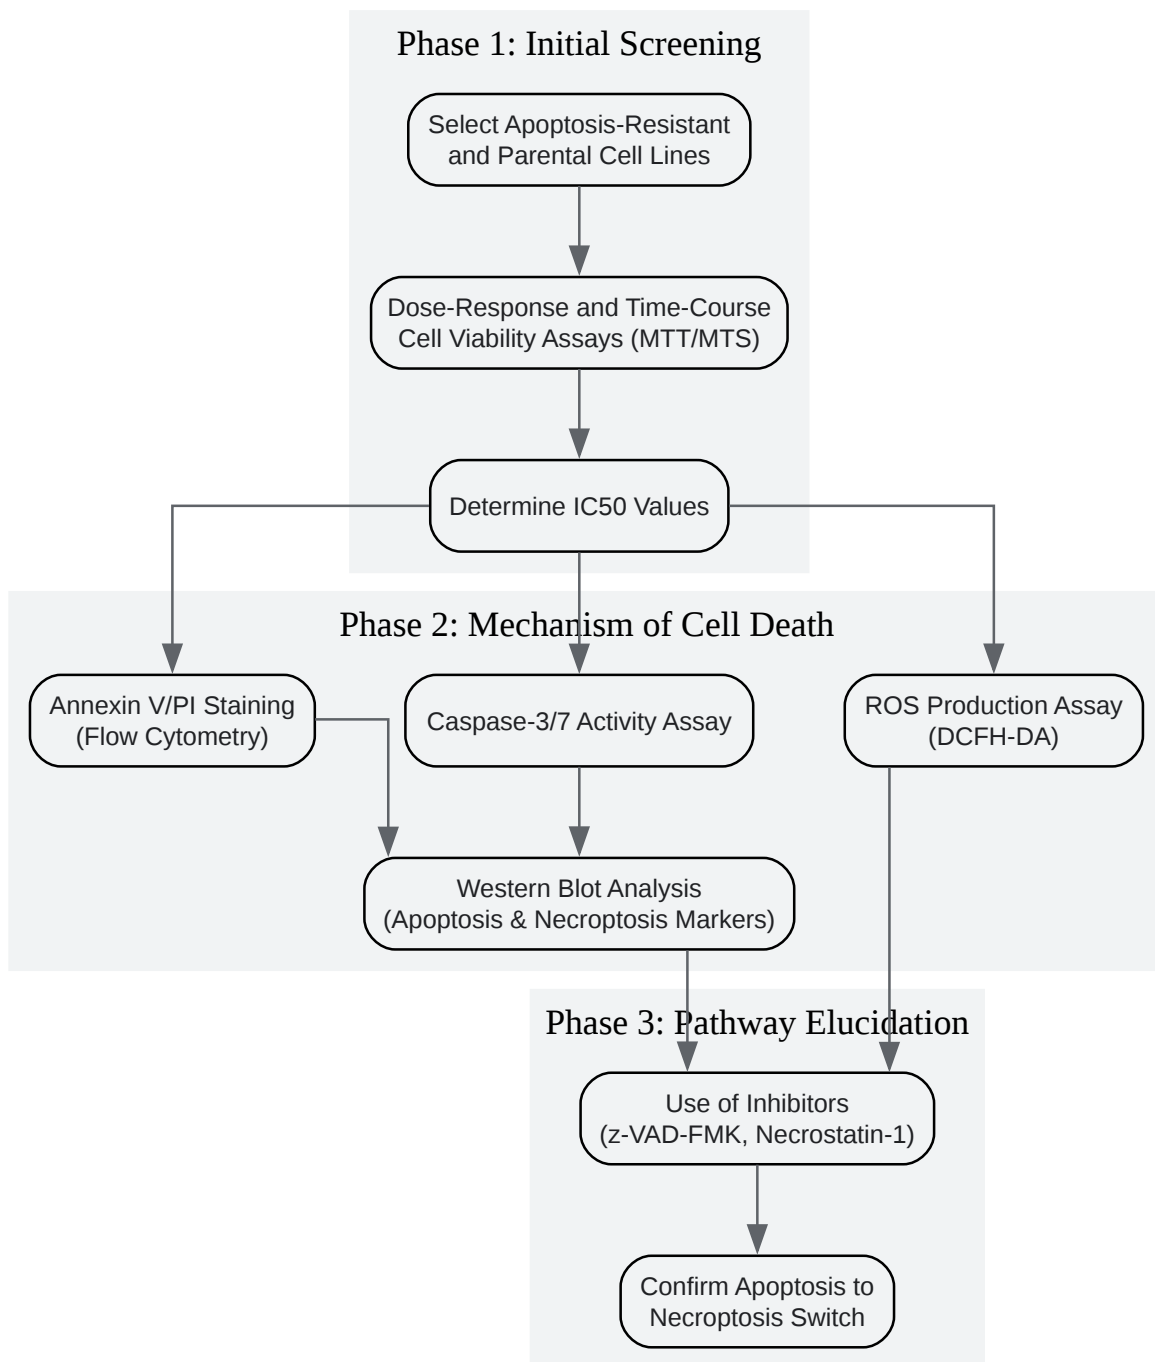 Phase 1: Initial Screening
Select Apoptosis-Resistant
and Parental Cell Lines
Dose-Response and Time-Course
Cell Viability Assays (MTT/MTS)
Determine IC50 Values
Phase 2: Mechanism of Cell Death
Annexin V/PI Staining
(Flow Cytometry)
Caspase-3/7 Activity Assay
ROS Production Assay
(DCFH-DA)
Western Blot Analysis
(Apoptosis & Necroptosis Markers)
Phase 3: Pathway Elucidation
Use of Inhibitors
(z-VAD-FMK, Necrostatin-1)
Confirm Apoptosis to
Necroptosis Switch